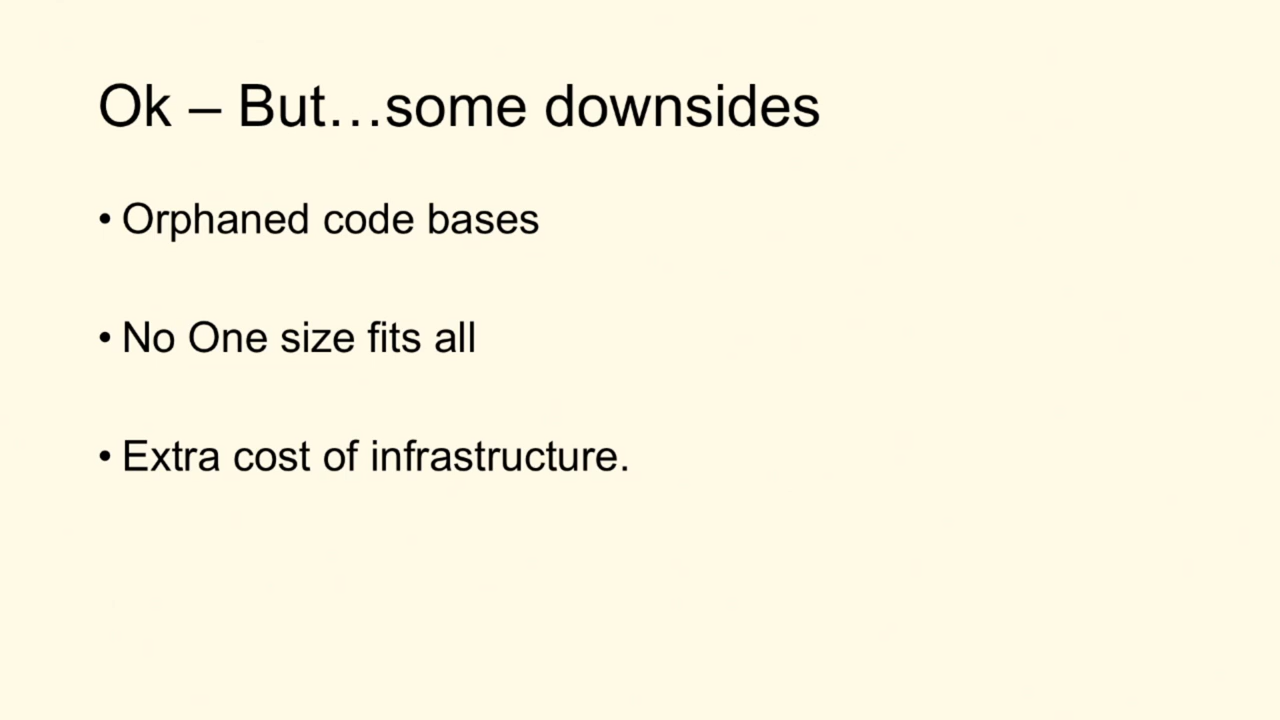 Ok – But…some downsides
• Orphaned code bases
• No One size fits all
• Extra cost of infrastructure.